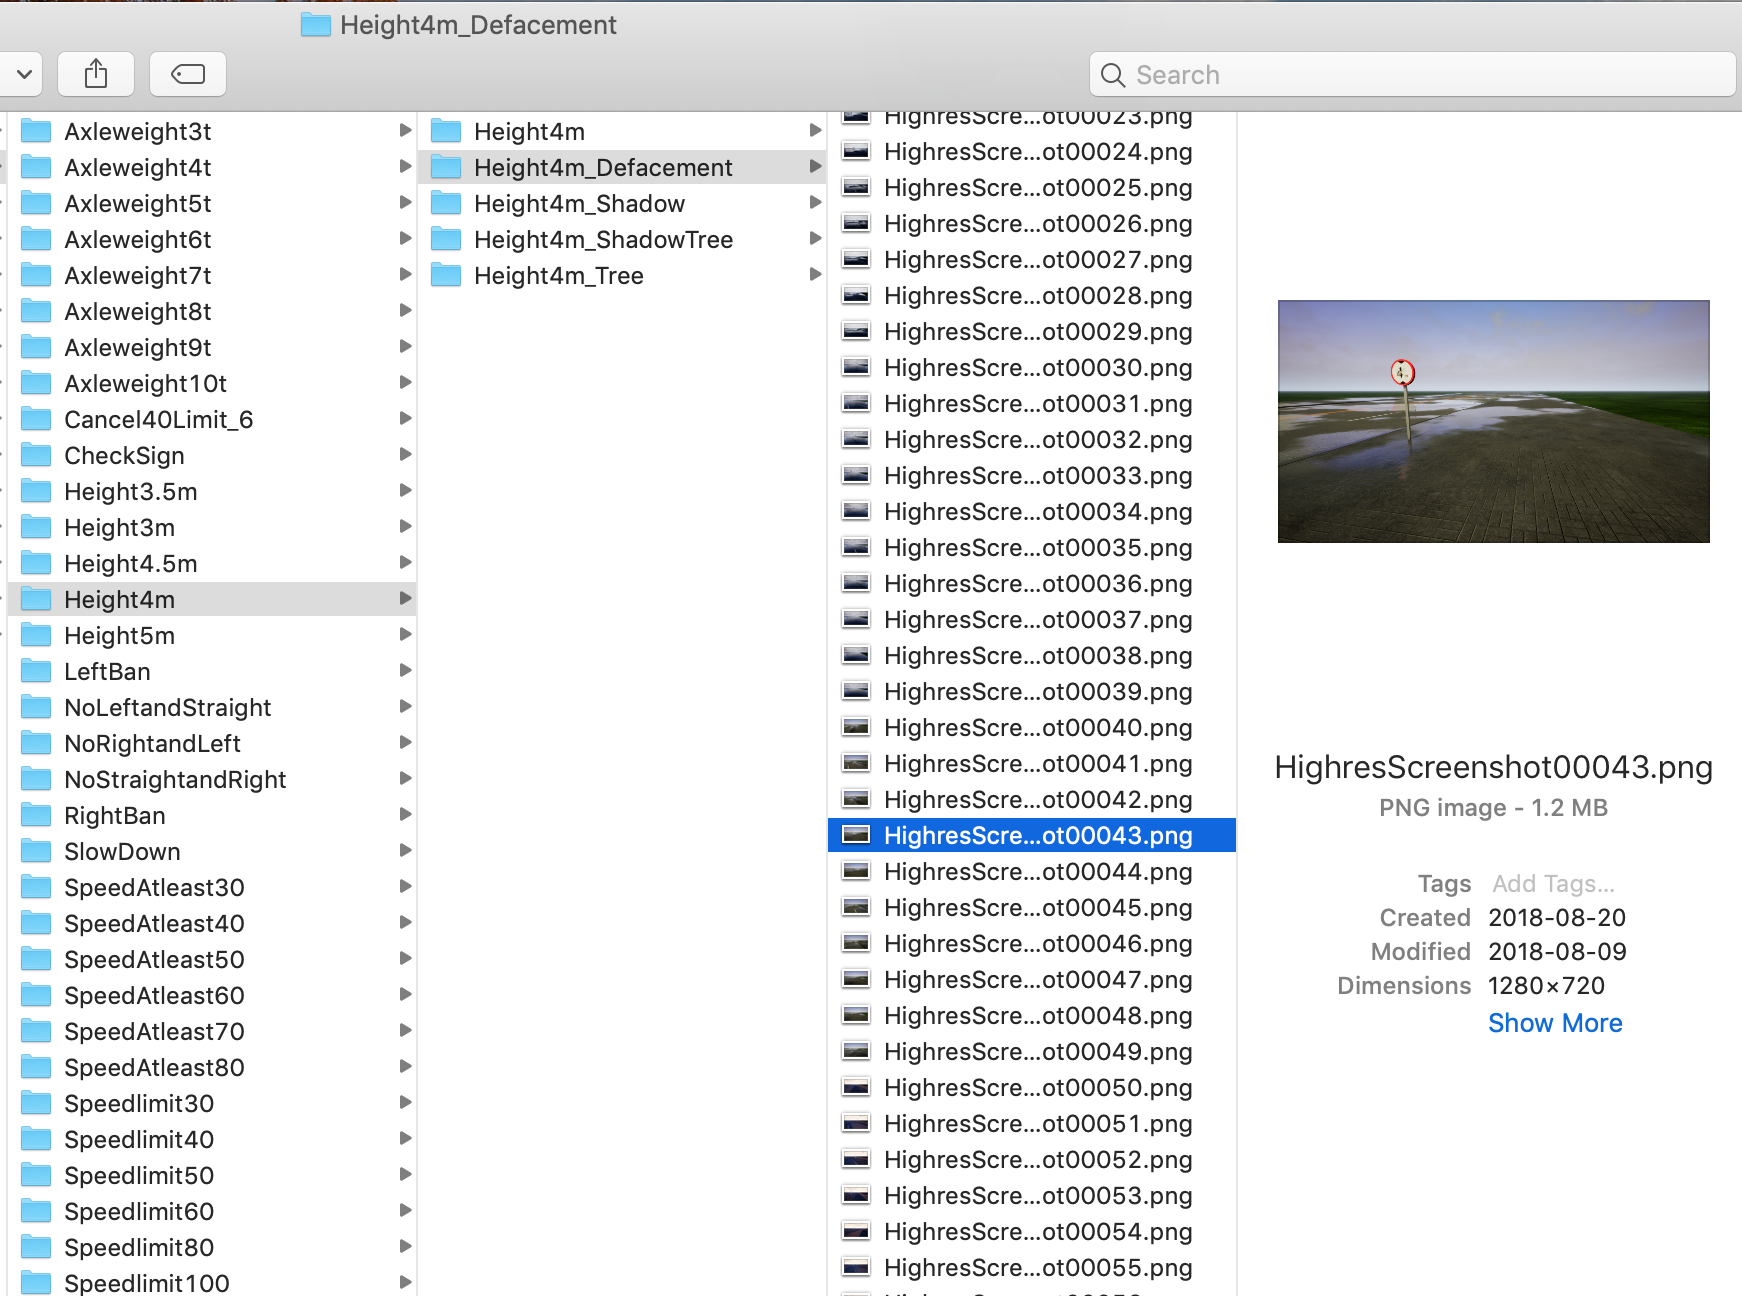 Height4m_Defacement
Search
Axleweight3t
Axleweight4t
Axleweight5t
Axleweight6t
Axleweight7t
Axleweight8t
Axleweight9t
Axleweight10t
Cancel40Limit_6
CheckSign
Height3.5m
Height3m
Height4.5m
Height4m
Height5m
LeftBan
NoLeftandStraight
NoRightandLeft
NoStraightandRight
RightBan
SlowDown
SpeedAtleast30
SpeedAtleast40
SpeedAtleast50
SpeedAtleast60
SpeedAtleast70
SpeedAtleast80
Speedlimit30
Speedlimit40
Speedlimit50
Speedlimit60
Speedlimit80
Speedlimit100
Height4m
Height4m_Defacement
Height4m_Shadow
Height4m_ShadowTree
Height4m_Tree
HighresScre...ot00023.png
HighresScre...ot00024.png
HighresScre...ot00025.png
HighresScre...ot00026.png
HighresScre...ot00027.png
HighresScre...ot00028.png
HighresScre...ot00029.png
HighresScre...ot00030.png
HighresScre...ot00031.png
HighresScre...ot00032.png
HighresScre...ot00033.png
HighresScre...ot00034.png
HighresScre...ot00035.png
HighresScre...ot00036.png
HighresScre...ot00037.png
HighresScre...ot00038.png
HighresScre...ot00039.png
HighresScre...ot00040.png
HighresScre...ot00041.png
HighresScre...ot00042.png
HighresScre...ot00043.png
HighresScre...ot00044.png
HighresScre...ot00045.png
HighresScre...ot00046.png
HighresScre...ot00047.png
HighresScre...ot00048.png
HighresScre...ot00049.png
HighresScre...ot00050.png
HighresScre...ot00051.png
HighresScre...ot00052.png
HighresScre...ot00053.png
HighresScre...ot00054.png
HighresScre...ot00055.png
HighresScreenshot00043.png
PNG image - 1.2 MB
Tags Add Tags...
Created 2018-08-20
Modified 2018-08-09
Dimensions 1280×720
Show More